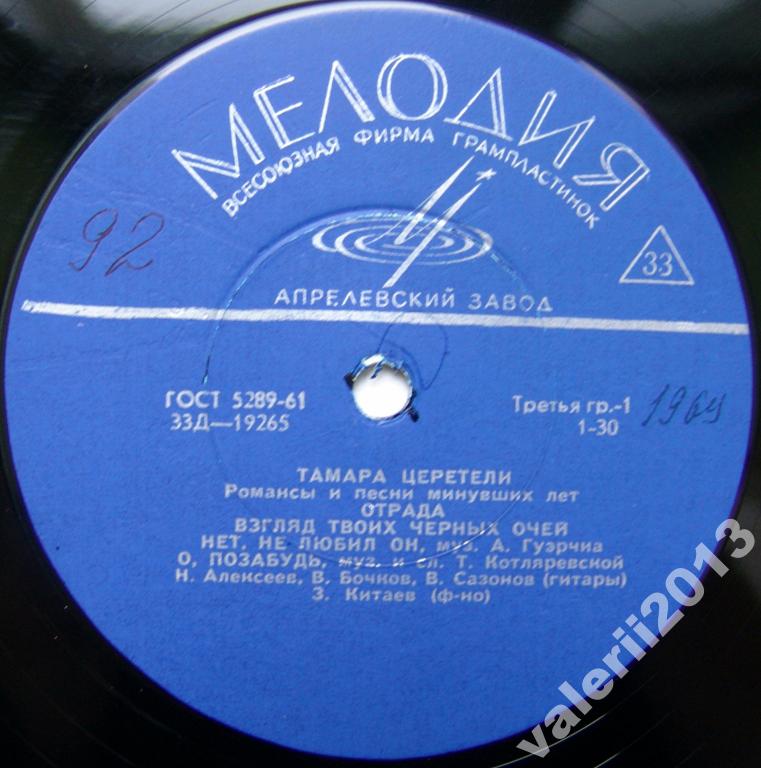 МЕЛОДИЯ
ВСЕСОЮЗНАЯ ФИРМА ГРАМПЛАСТИНОК
92
33
АПРЕЛЕВСКИЙ ЗАВОД
ГОСТ 5289-61
33Д—19265
Третья гр.-1
1-30
1969
ТАМАРА ЦЕРЕТЕЛИ
Романсы и песни минувших лет
ОТРАДА
ВЗГЛЯД ТВОИХ ЧЕРНЫХ ОЧЕЙ
НЕТ, НЕ ЛЮБИЛ ОН, муз. А. Гуэрчиа
О, ПОЗАБУДЬ, муз. и сл. Т. Котляревской
Н. Алексеев, В. Бочков, В. Сазонов (гитары)
З. Китаев (ф-но)
valerii2013